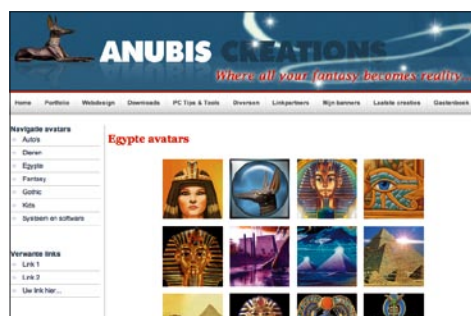 ANUBIS CREATIONS
Where all your fantasy becomes reality...
Home Portfolio Webdesign Downloads PC Tips & Tools Diversen Linkpartners Mijn banners Laatste creaties Gastenboek
Navigatie avatars
Auto's
Dieren
Egypte
Fantasy
Gothic
Kids
Systeem en software
Verwante links
Link 1
Link 2
Uw link hier...
Egypte avatars